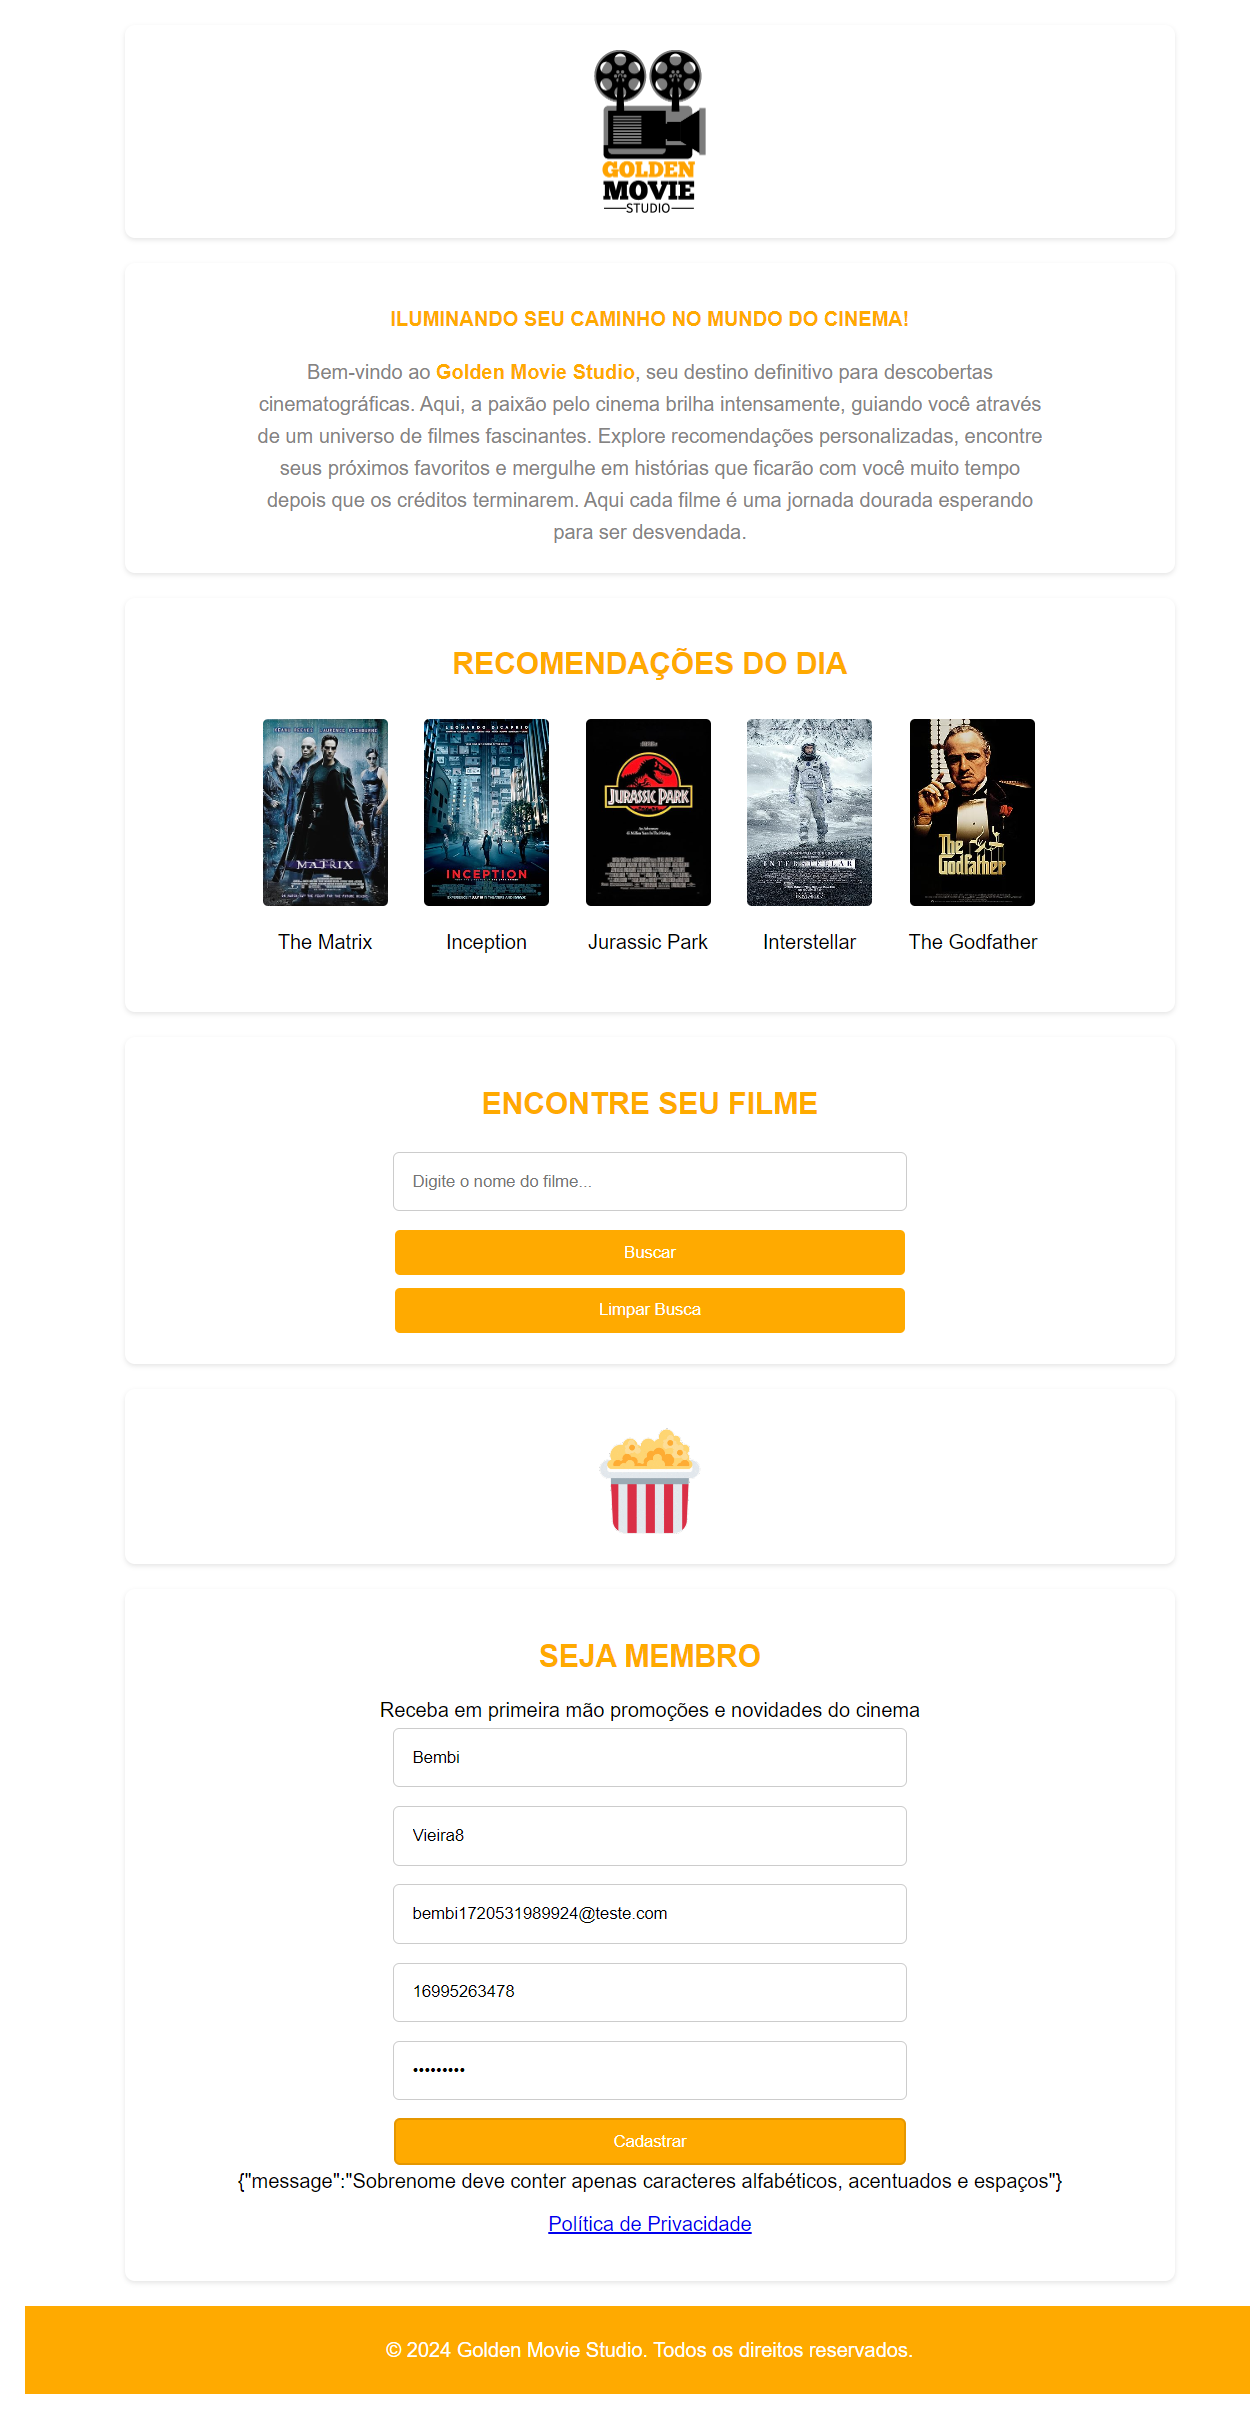 GOLDEN
MOVIE
STUDIO
ILUMINANDO SEU CAMINHO NO MUNDO DO CINEMA!
Bem-vindo ao Golden Movie Studio, seu destino definitivo para descobertas
cinematográficas. Aqui, a paixão pelo cinema brilha intensamente, guiando você através
de um universo de filmes fascinantes. Explore recomendações personalizadas, encontre
seus próximos favoritos e mergulhe em histórias que ficarão com você muito tempo
depois que os créditos terminarem. Aqui cada filme é uma jornada dourada esperando
para ser desvendada.
RECOMENDAÇÕES DO DIA
LEONARDO DICAPRIO
MATRIX
INCEPTION
JURASSIC PARK
INTERSTELLAR
The
Godfather
The Matrix
Inception
Jurassic Park
Interstellar
The Godfather
ENCONTRE SEU FILME
Digite o nome do filme...
Buscar
Limpar Busca
SEJA MEMBRO
Receba em primeira mão promoções e novidades do cinema
Bembi
Vieira8
bembi1720531989924@teste.com
16995263478
•••••••••
Cadastrar
{"message":"Sobrenome deve conter apenas caracteres alfabéticos, acentuados e espaços"}
Política de Privacidade
© 2024 Golden Movie Studio. Todos os direitos reservados.